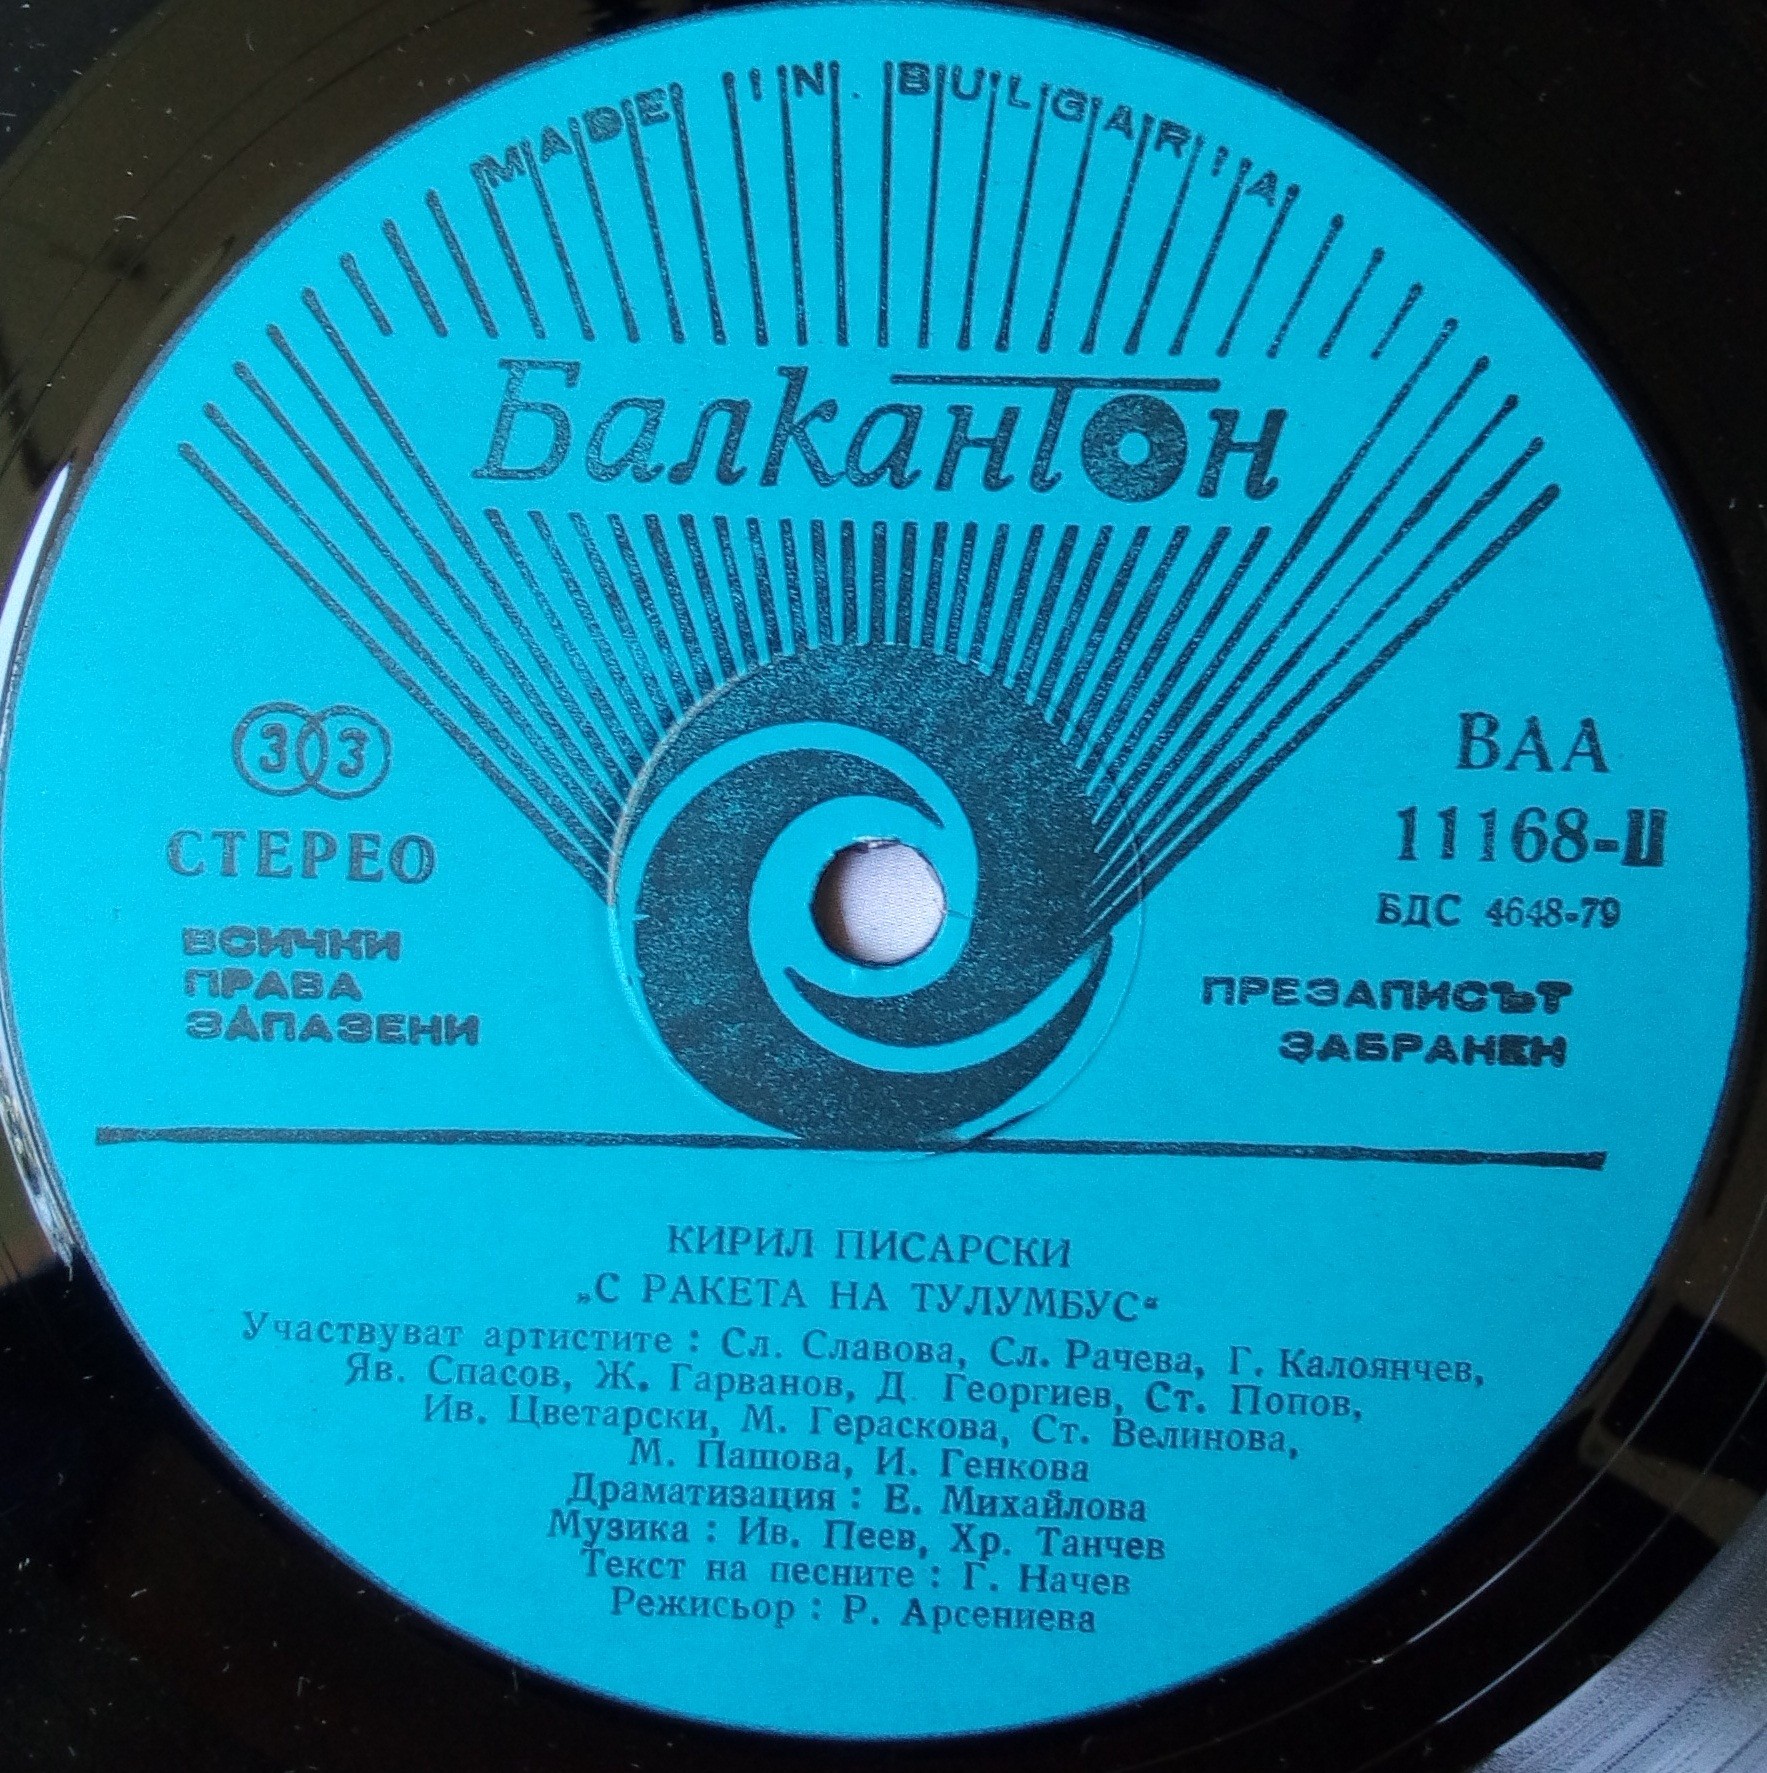 MADE IN BULGARIA
Балкантон
33
СТЕРЕО
ВСИЧКИ
ПРАВА
ЗАПАЗЕНИ
ВАА
11168-II
БДС 4648-79
ПРЕЗАПИСЪТ
ЗАБРАНЕН
КИРИЛ ПИСАРСКИ
„С РАКЕТА НА ТУЛУМБУС“
Участвуват артистите : Сл. Славова, Сл. Рачева, Г. Калоянчев,
Яв. Спасов, Ж. Гарванов, Д. Георгиев, Ст. Попов,
Ив. Цветарски, М. Гераскова, Ст. Велинова,
М. Пашова, И. Генкова
Драматизация : Е. Михайлова
Музика : Ив. Пеев, Хр. Танчев
Текст на песните : Г. Начев
Режисьор : Р. Арсениева